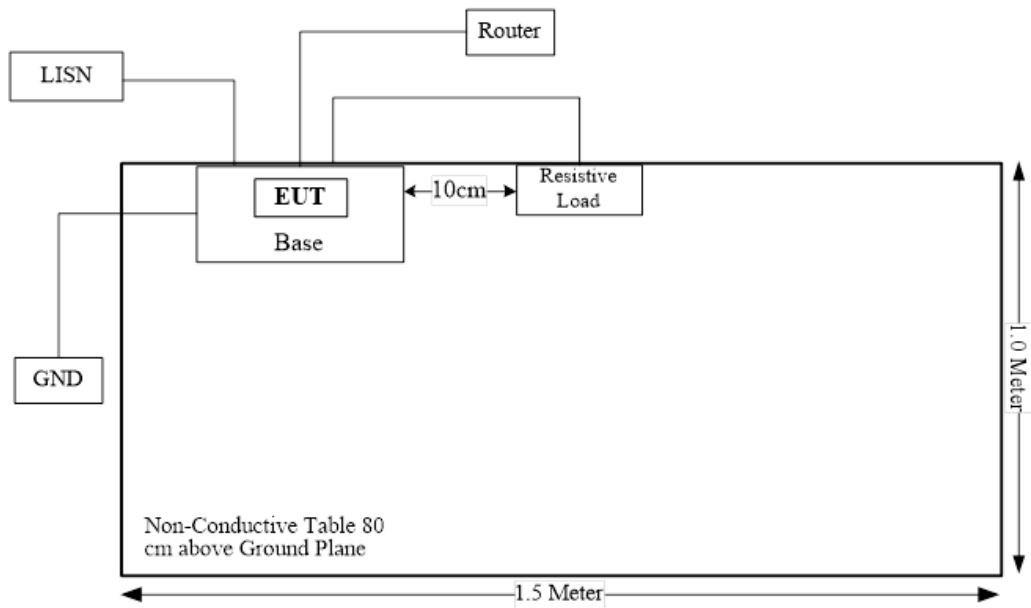 Router
LISN
EUT
Base
10cm
Resistive
Load
GND
1.0 Meter
Non-Conductive Table 80
cm above Ground Plane
1.5 Meter